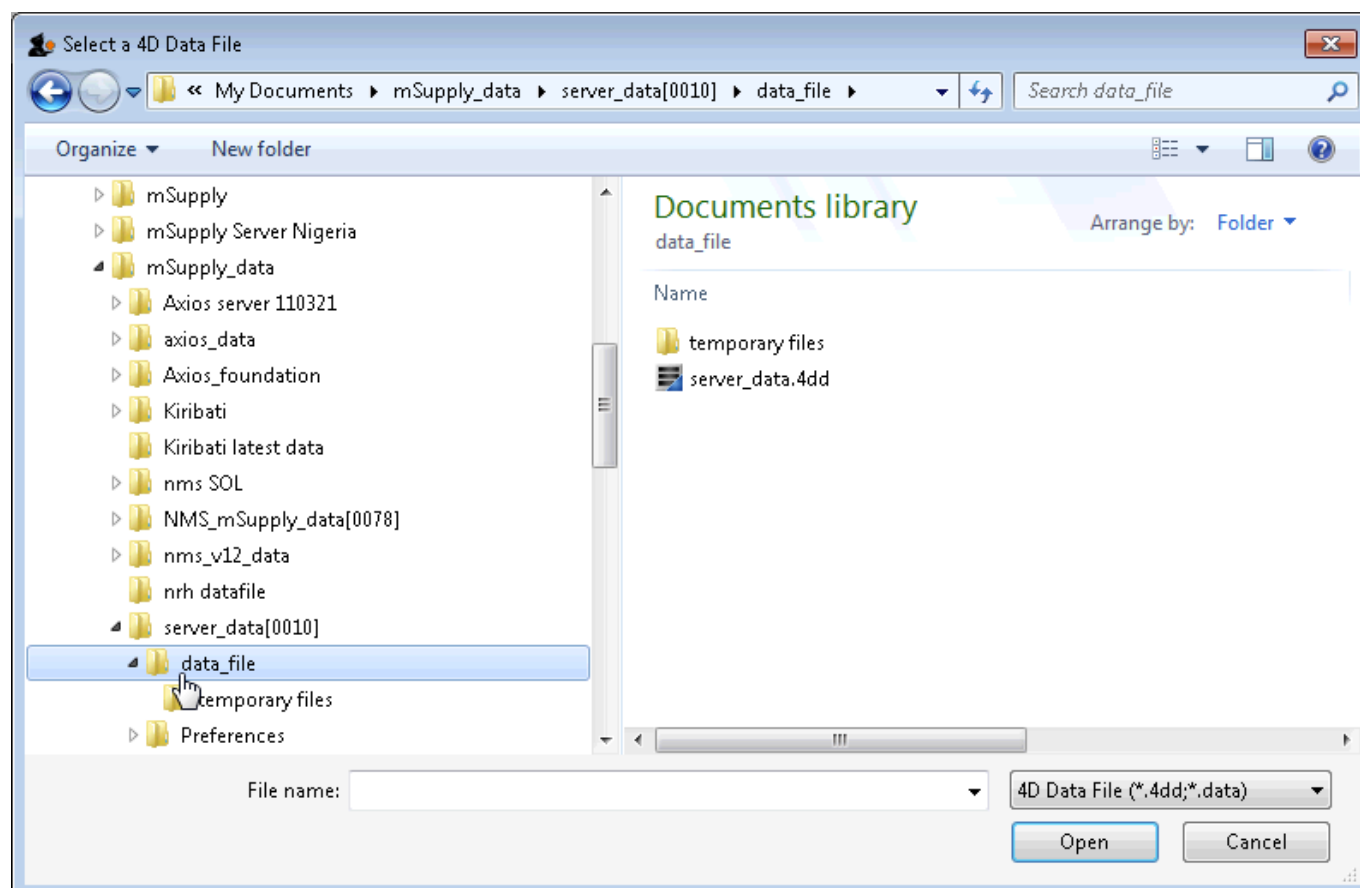 Select a 4D Data File
« My Documents ▸ mSupply_data ▸ server_data[0010] ▸ data_file ▸ Search data_file
Organize ▾ New folder
mSupply
mSupply Server Nigeria
mSupply_data
Axios server 110321
axios_data
Axios_foundation
Kiribati
Kiribati latest data
nms SOL
NMS_mSupply_data[0078]
nms_v12_data
nrh datafile
server_data[0010]
data_file
temporary files
Preferences
Documents library
data_file
Arrange by: Folder ▾
Name
temporary files
server_data.4dd
File name: 4D Data File (*.4dd;*.data)
Open Cancel